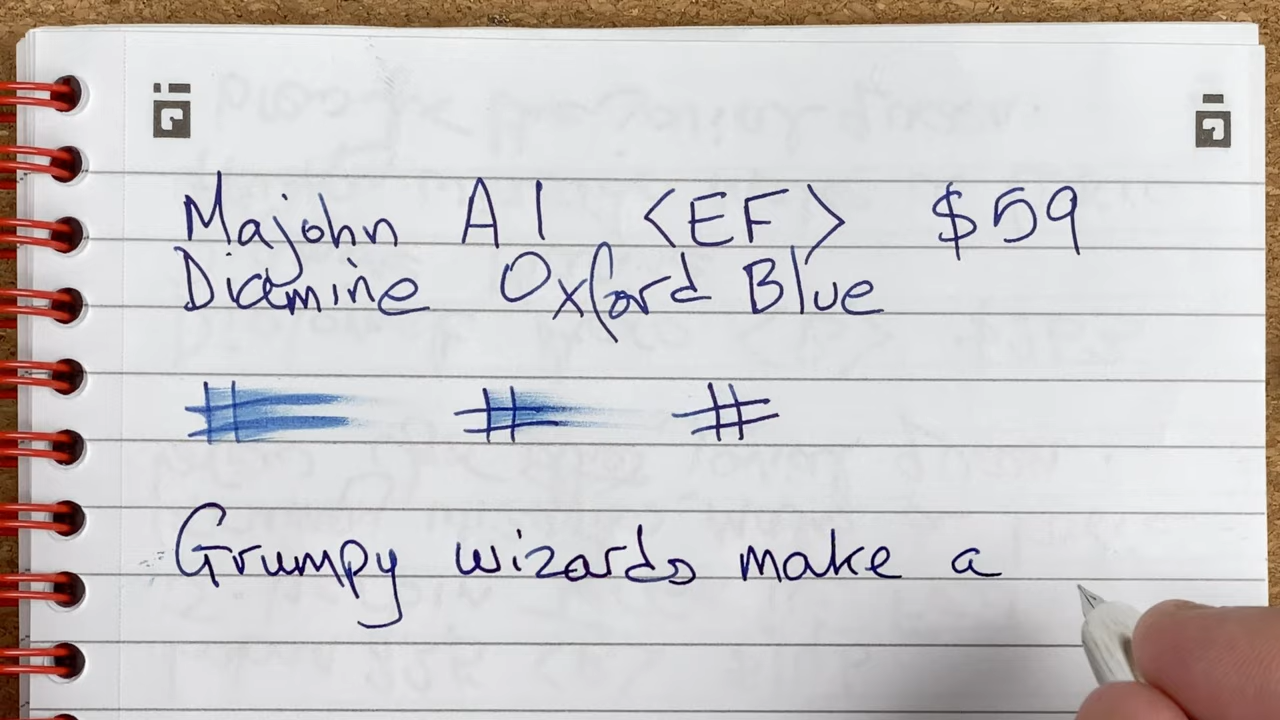 Majohn A1 <EF> $59
Diamine Oxford Blue
# # #
Grumpy wizards make a